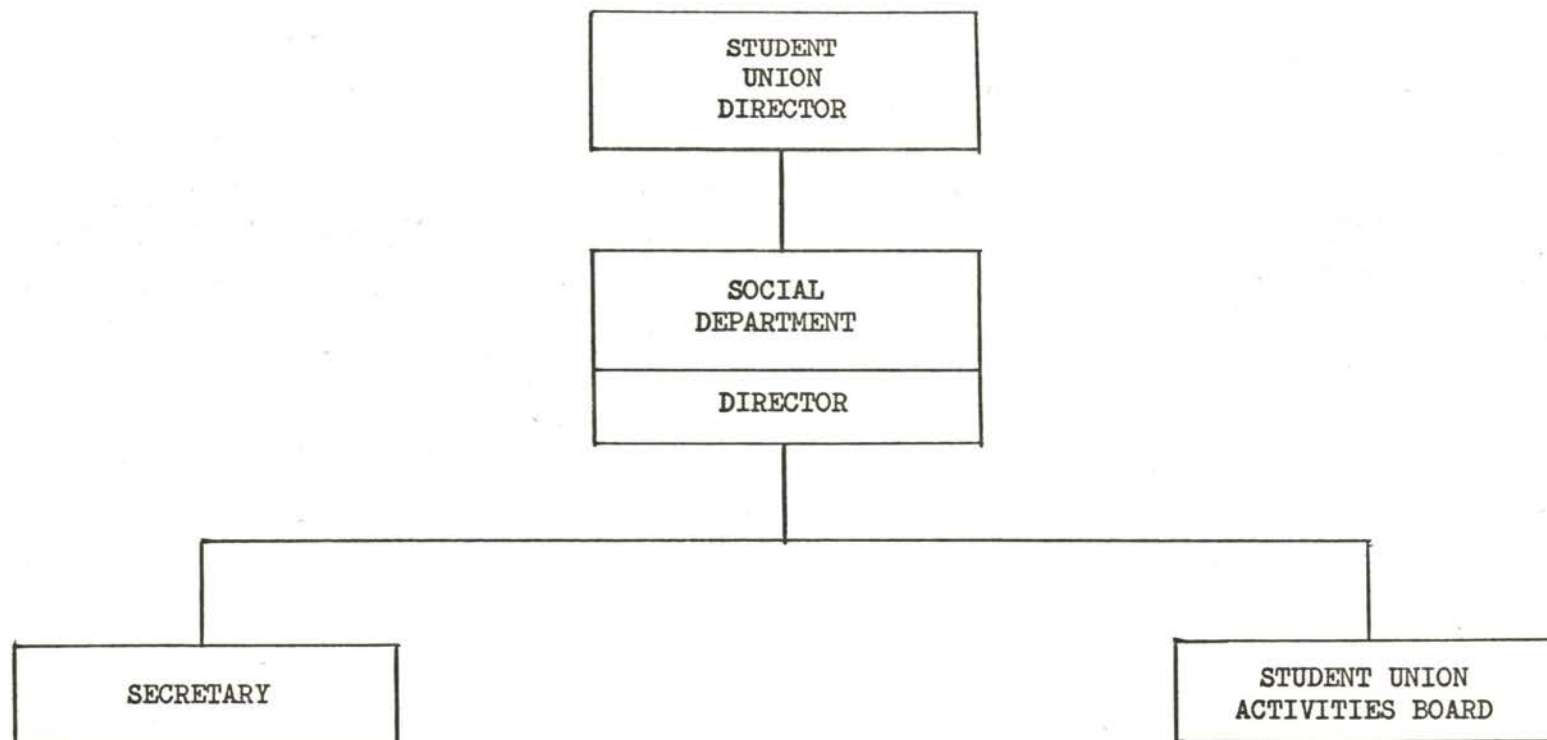 STUDENT
UNION
DIRECTOR
SOCIAL
DEPARTMENT
DIRECTOR
SECRETARY
STUDENT UNION
ACTIVITIES BOARD